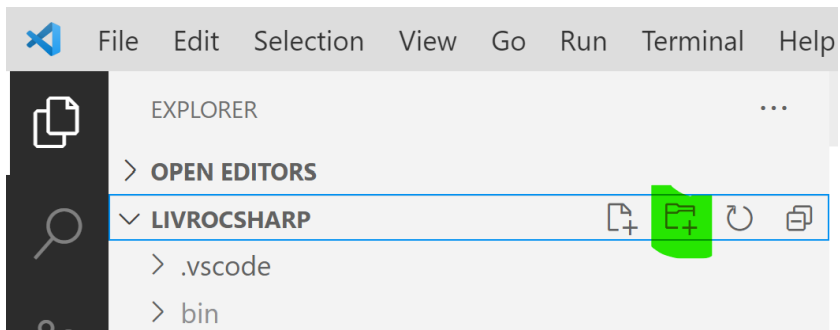 File Edit Selection View Go Run Terminal Help
EXPLORER
OPEN EDITORS
LIVROCSHARP
.vscode
bin